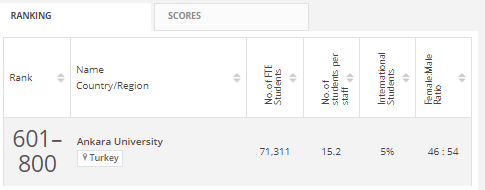 RANKING
SCORES
Rank
Name
Country/Region
No. of FTE
Students
No. of
students per
staff
International
Students
Female:Male
Ratio
601–
800
Ankara University
Turkey
71,311
15.2
5%
46 : 54